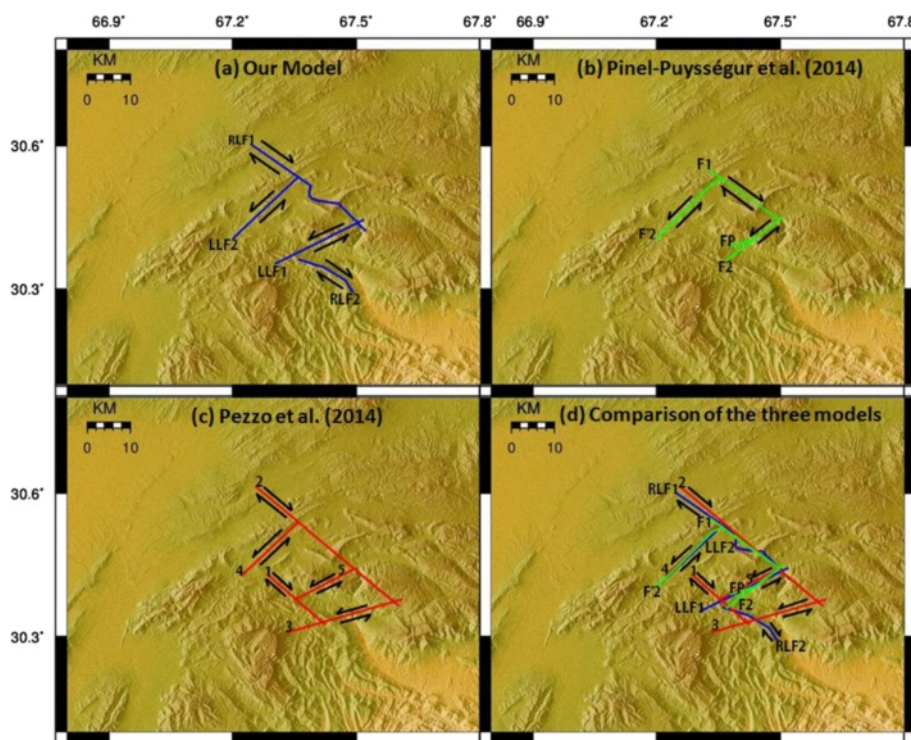 66.9° 67.2° 67.5° 67.8° 66.9° 67.2° 67.5° 67.8
KM
(a) Our Model
0 10
RLF1
LLF2
LLF1
RLF2
30.6°
30.3°
KM
(b) Pinel-Puysségur et al. (2014)
0 10
F1
F'2
FP
F2
KM
(c) Pezzo et al. (2014)
0 10
2
4
1
5
3
30.6°
30.3°
KM
(d) Comparison of the three models
0 10
2
RLF1
F1
LLF2
4
1
5
F'2
FP
F2
LLF1
3
RLF2